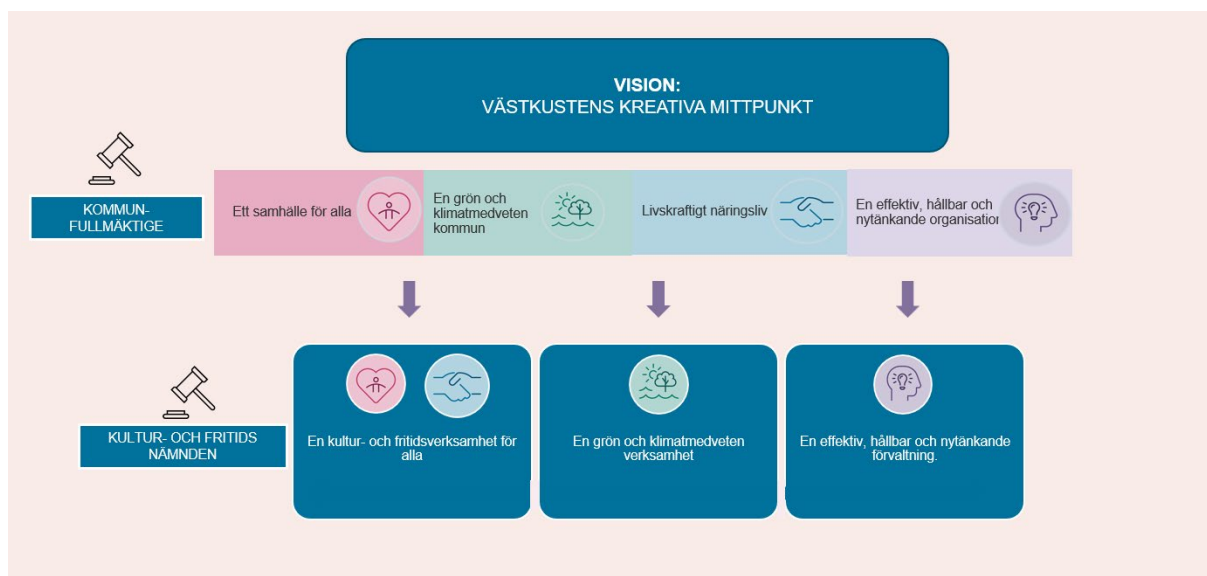 VISION:
VÄSTKUSTENS KREATIVA MITTPUNKT
KOMMUN-
FULLMÄKTIGE
Ett samhälle för alla
En grön och
klimatmedveten
kommun
Livskraftigt näringsliv
En effektiv, hållbar och
nytänkande organisation
KULTUR- OCH FRITIDS
NÄMNDEN
En kultur- och fritidsverksamhet för
alla
En grön och klimatmedveten
verksamhet
En effektiv, hållbar och nytänkande
förvaltning.